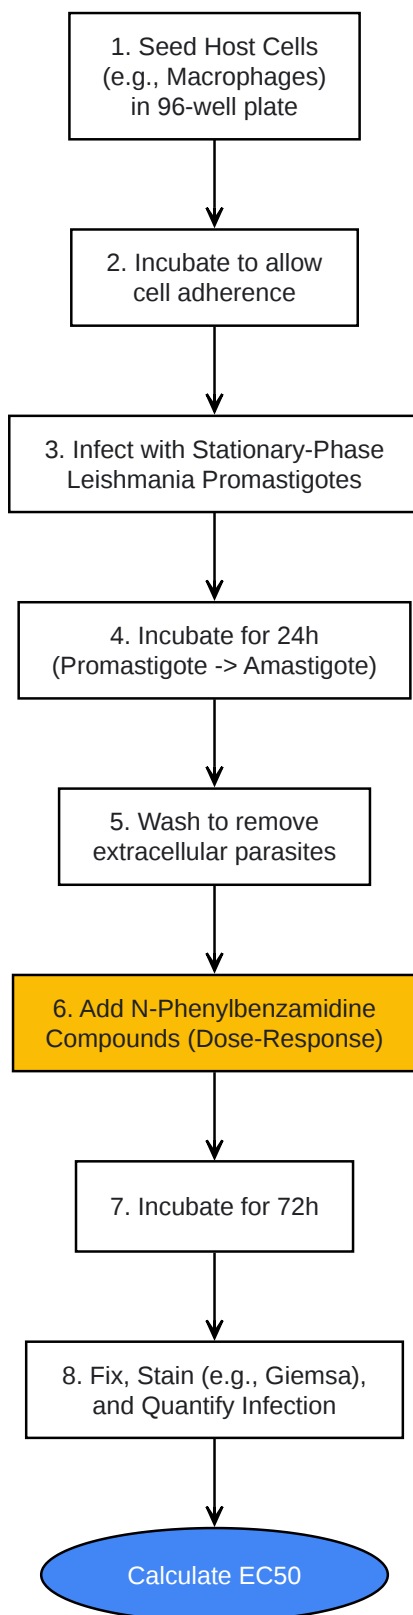 1. Seed Host Cells
(e.g., Macrophages)
in 96-well plate
2. Incubate to allow
cell adherence
3. Infect with Stationary-Phase
Leishmania Promastigotes
4. Incubate for 24h
(Promastigote -> Amastigote)
5. Wash to remove
extracellular parasites
6. Add N-Phenylbenzamidine
Compounds (Dose-Response)
7. Incubate for 72h
8. Fix, Stain (e.g., Giemsa),
and Quantify Infection
Calculate EC50